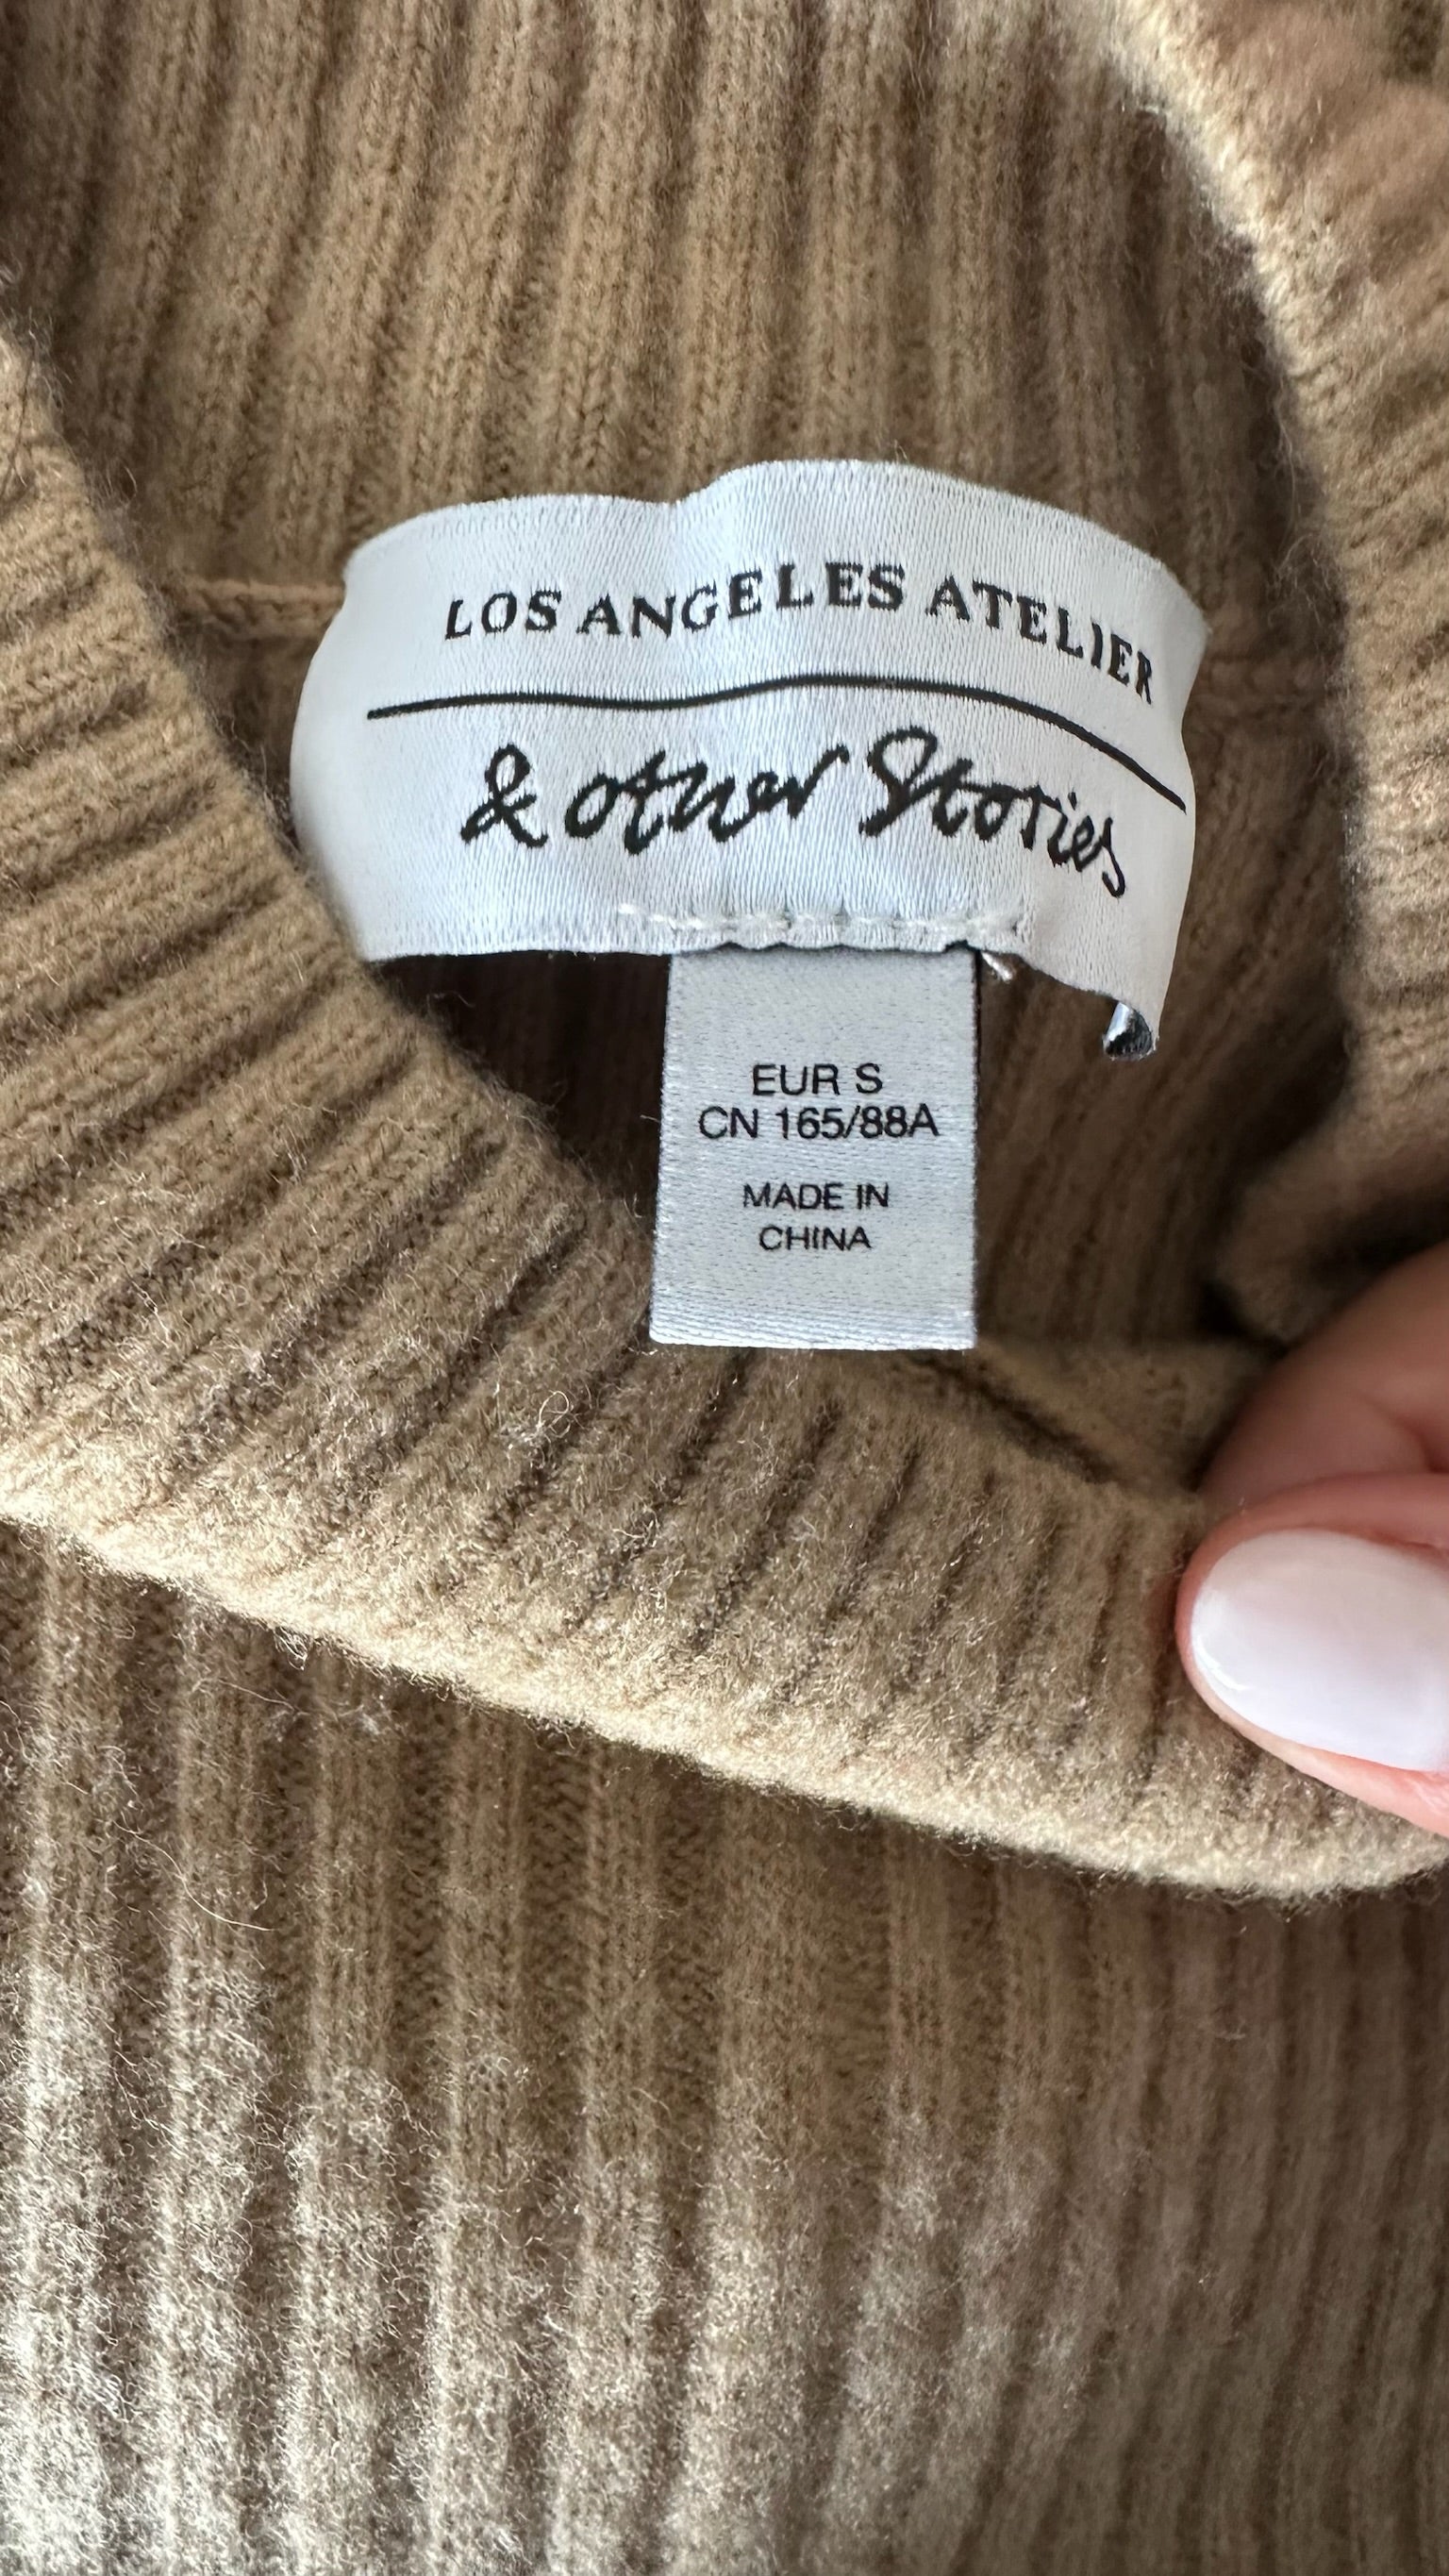 LOS ANGELES ATELIER
& other Stories
EUR S
CN 165/88A
MADE IN
CHINA